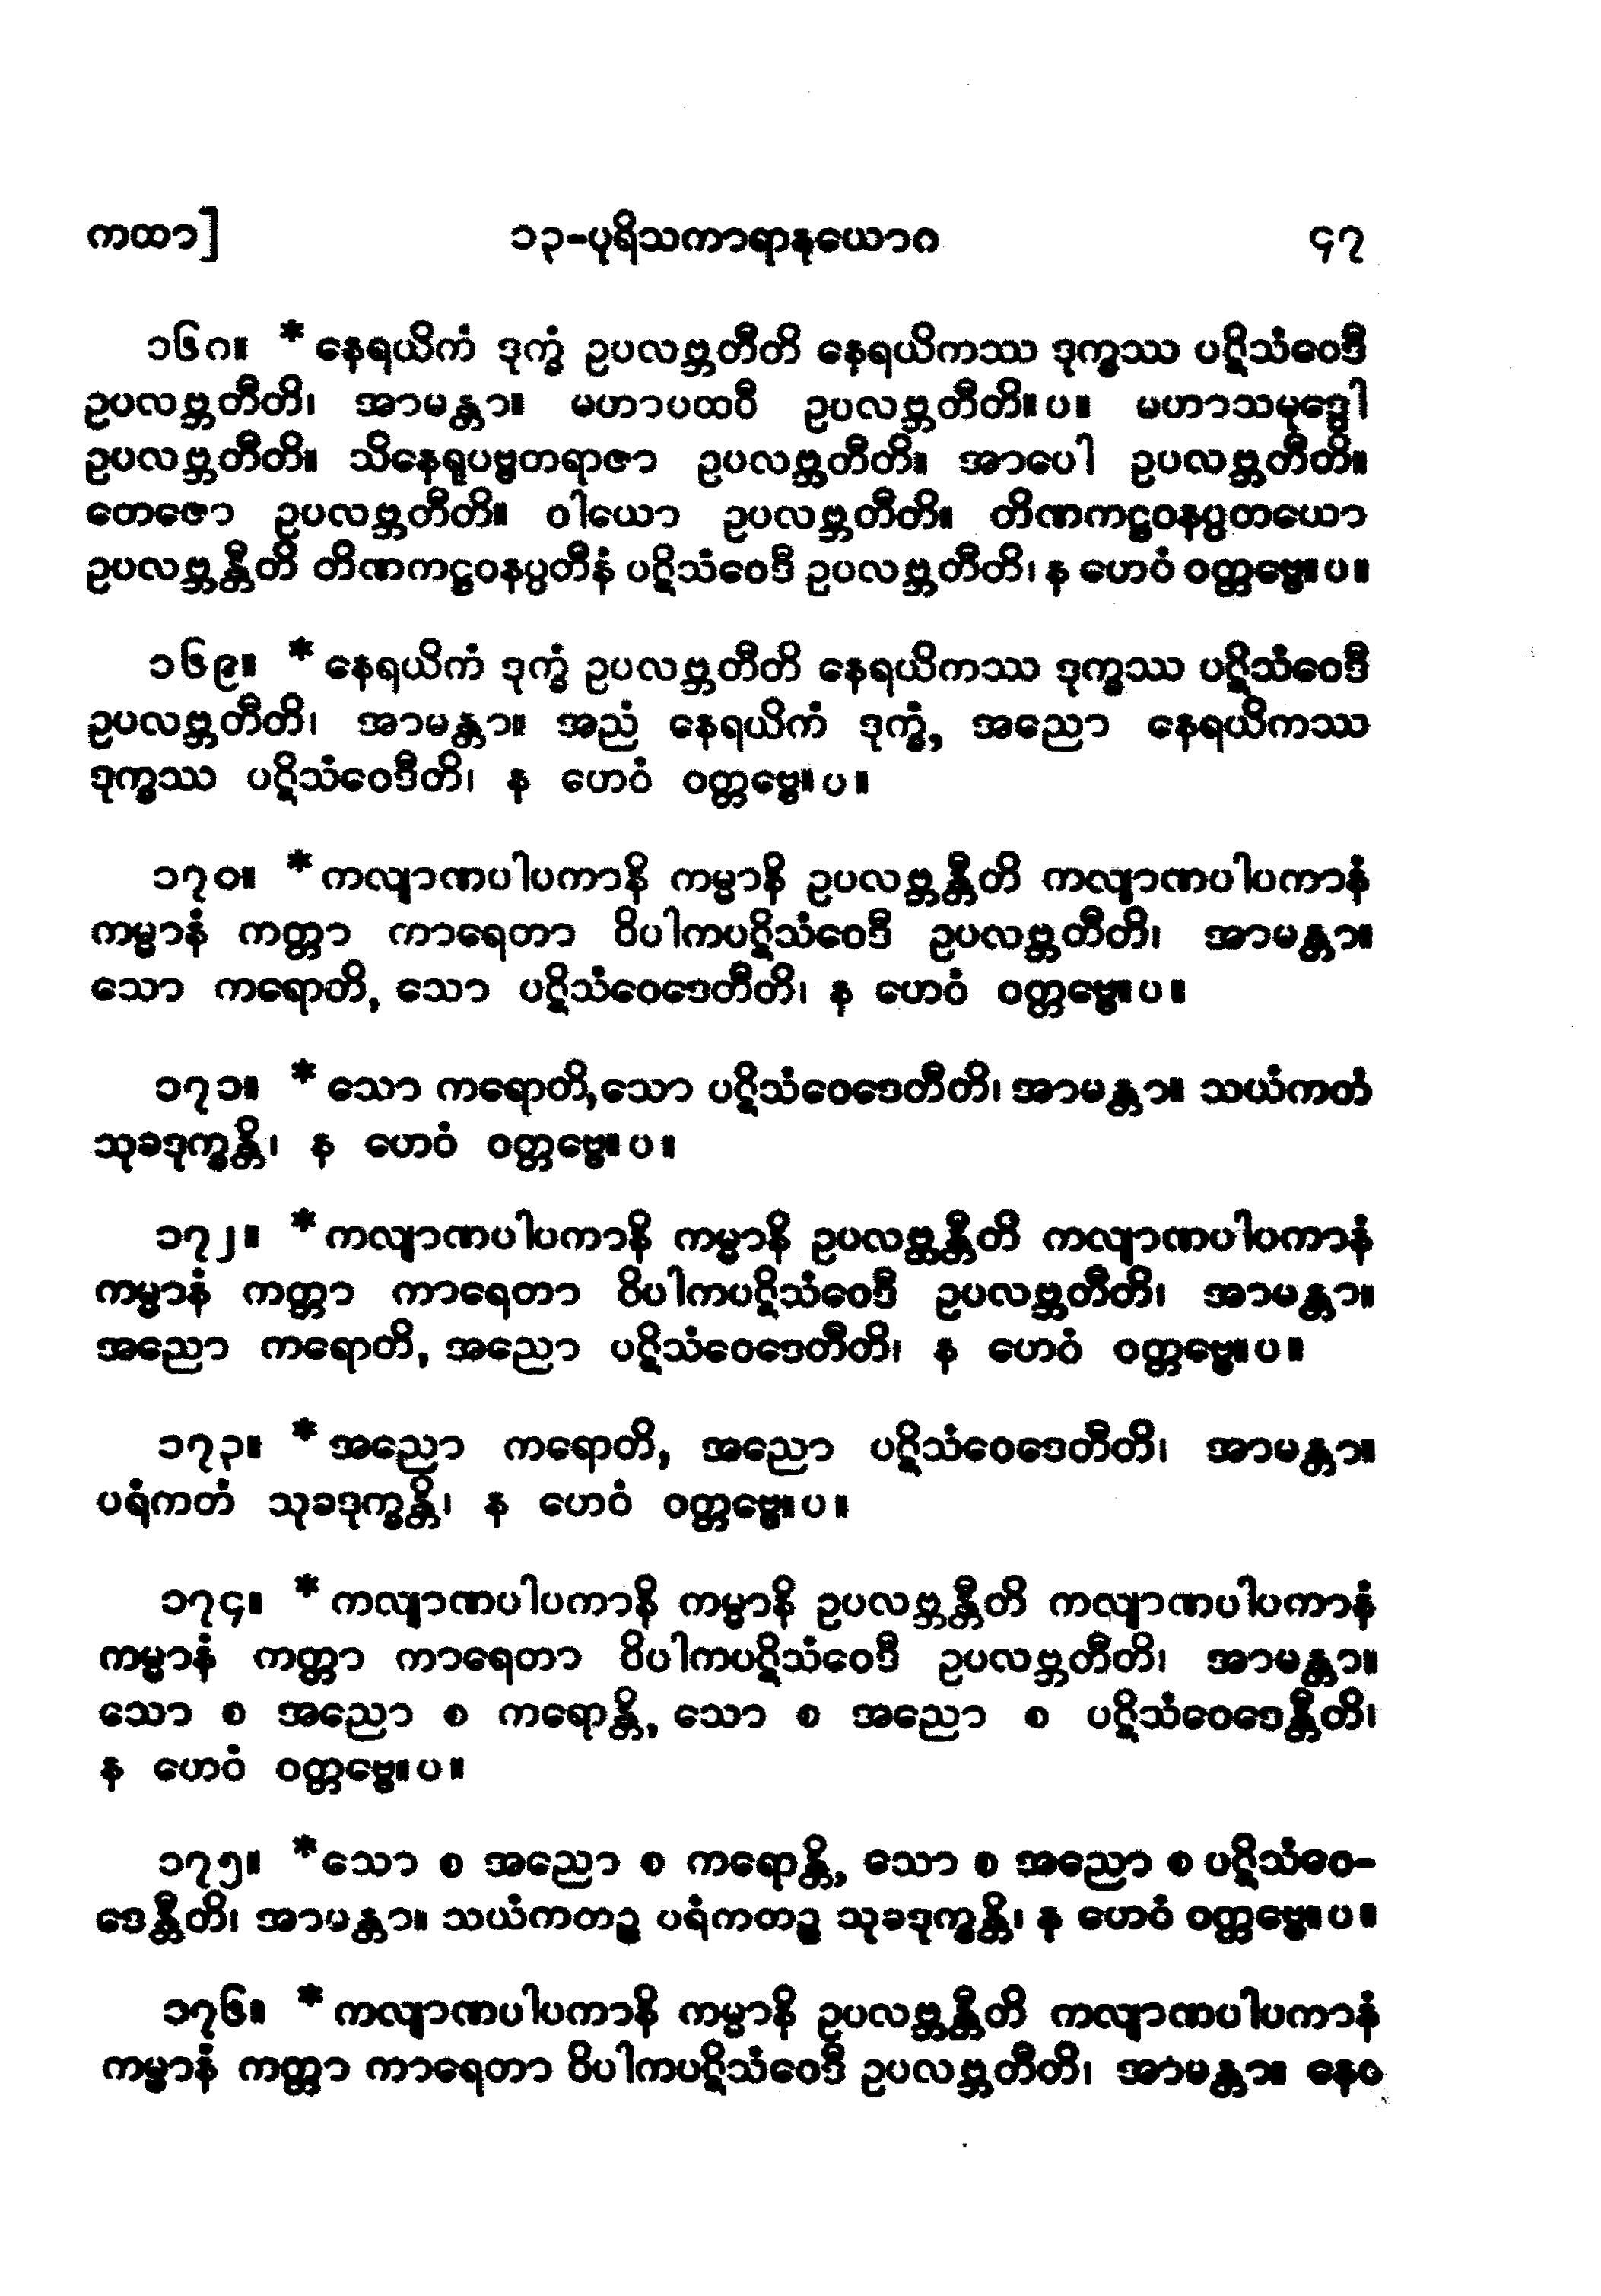 ကထာ] ၁၃-ပုရိသကာရာနုယောဂ ၄၇
၁၆၈။ *နေရယိကံ ဒုက္ခံ ဥပလဗ္ဘတီတိ နေရယိကဿ ဒုက္ခဿ ပဋိသံဝေဒီ
ဥပလဗ္ဘတီတိ၊ အာမန္တာ။ မဟာပထဝီ ဥပလဗ္ဘတီတိ။ပ။ မဟာသမုဒ္ဒေါ
ဥပလဗ္ဘတီတိ။ သိနေရုပဗ္ဗတရာဇာ ဥပလဗ္ဘတီတိ။ အာပေါ ဥပလဗ္ဘတီတိ။
တေဇော ဥပလဗ္ဘတီတိ။ ဝါယော ဥပလဗ္ဘတီတိ။ တိဏကဋ္ဌဝနပ္ပတယော
ဥပလဗ္ဘန္တီတိ တိဏကဋ္ဌဝနပ္ပတီနံ ပဋိသံဝေဒီ ဥပလဗ္ဘတီတိ၊ န ဟေဝံ ဝတ္တဗ္ဗေ။ပ။
၁၆၉။ *နေရယိကံ ဒုက္ခံ ဥပလဗ္ဘတီတိ နေရယိကဿ ဒုက္ခဿ ပဋိသံဝေဒီ
ဥပလဗ္ဘတီတိ၊ အာမန္တာ။ အညံ နေရယိကံ ဒုက္ခံ, အညော နေရယိကဿ
ဒုက္ခဿ ပဋိသံဝေဒီတိ၊ န ဟေဝံ ဝတ္တဗ္ဗေ။ပ။
၁၇၀။ *ကလျာဏပါပကာနိ ကမ္မာနိ ဥပလဗ္ဘန္တီတိ ကလျာဏပါပကာနံ
ကမ္မာနံ ကတ္တာ ကာရေတာ ဝိပါကပဋိသံဝေဒီ ဥပလဗ္ဘတီတိ၊ အာမန္တာ။
သော ကရောတိ, သော ပဋိသံဝေဒေတီတိ၊ န ဟေဝံ ဝတ္တဗ္ဗေ။ပ။
၁၇၁။ *သော ကရောတိ,သော ပဋိသံဝေဒေတီတိ၊ အာမန္တာ။ သယံကတံ
သုခဒုက္ခန္တိ၊ န ဟေဝံ ဝတ္တဗ္ဗေ။ပ။
၁၇၂။ *ကလျာဏပါပကာနိ ကမ္မာနိ ဥပလဗ္ဘန္တီတိ ကလျာဏပါပကာနံ
ကမ္မာနံ ကတ္တာ ကာရေတာ ဝိပါကပဋိသံဝေဒီ ဥပလဗ္ဘတီတိ၊ အာမန္တာ။
အညော ကရောတိ, အညော ပဋိသံဝေဒေတီတိ၊ န ဟေဝံ ဝတ္တဗ္ဗေ။ပ။
၁၇၃။ *အညော ကရောတိ, အညော ပဋိသံဝေဒေတီတိ၊ အာမန္တာ။
ပရံကတံ သုခဒုက္ခန္တိ၊ န ဟေဝံ ဝတ္တဗ္ဗေ။ပ။
၁၇၄။ *ကလျာဏပါပကာနိ ကမ္မာနိ ဥပလဗ္ဘန္တီတိ ကလျာဏပါပကာနံ
ကမ္မာနံ ကတ္တာ ကာရေတာ ဝိပါကပဋိသံဝေဒီ ဥပလဗ္ဘတီတိ၊ အာမန္တာ။
သော စ အညော စ ကရောန္တိ, သော စ အညော စ ပဋိသံဝေဒေန္တီတိ၊
န ဟေဝံ ဝတ္တဗ္ဗေ။ပ။
၁၇၅။ *သော စ အညော စ ကရောန္တိ, သော စ အညော စ ပဋိသံဝေ-
ဒေန္တီတိ၊ အာမန္တာ။ သယံကတဉ္စ ပရံကတဉ္စ သုခဒုက္ခန္တိ၊ န ဟေဝံ ဝတ္တဗ္ဗေ။ပ။
၁၇၆။ *ကလျာဏပါပကာနိ ကမ္မာနိ ဥပလဗ္ဘန္တီတိ ကလျာဏပါပကာနံ
ကမ္မာနံ ကတ္တာ ကာရေတာ ဝိပါကပဋိသံဝေဒီ ဥပလဗ္ဘတီတိ၊ အာမန္တာ။ နေဝ